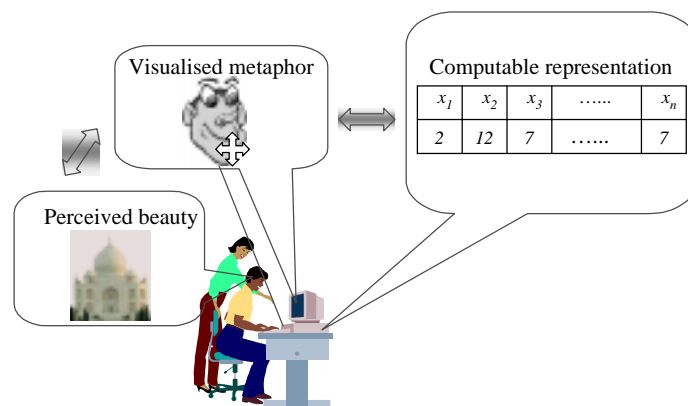 Visualised metaphor
Computable representation
x1 x2 x3 …... xn
2 12 7 …... 7
Perceived beauty